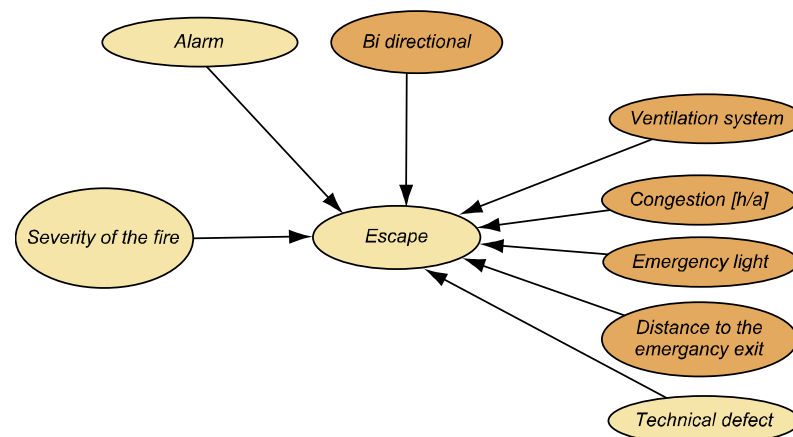 Alarm
Bi directional
Ventilation system
Congestion [h/a]
Severity of the fire
Escape
Emergency light
Distance to the
emergancy exit
Technical defect